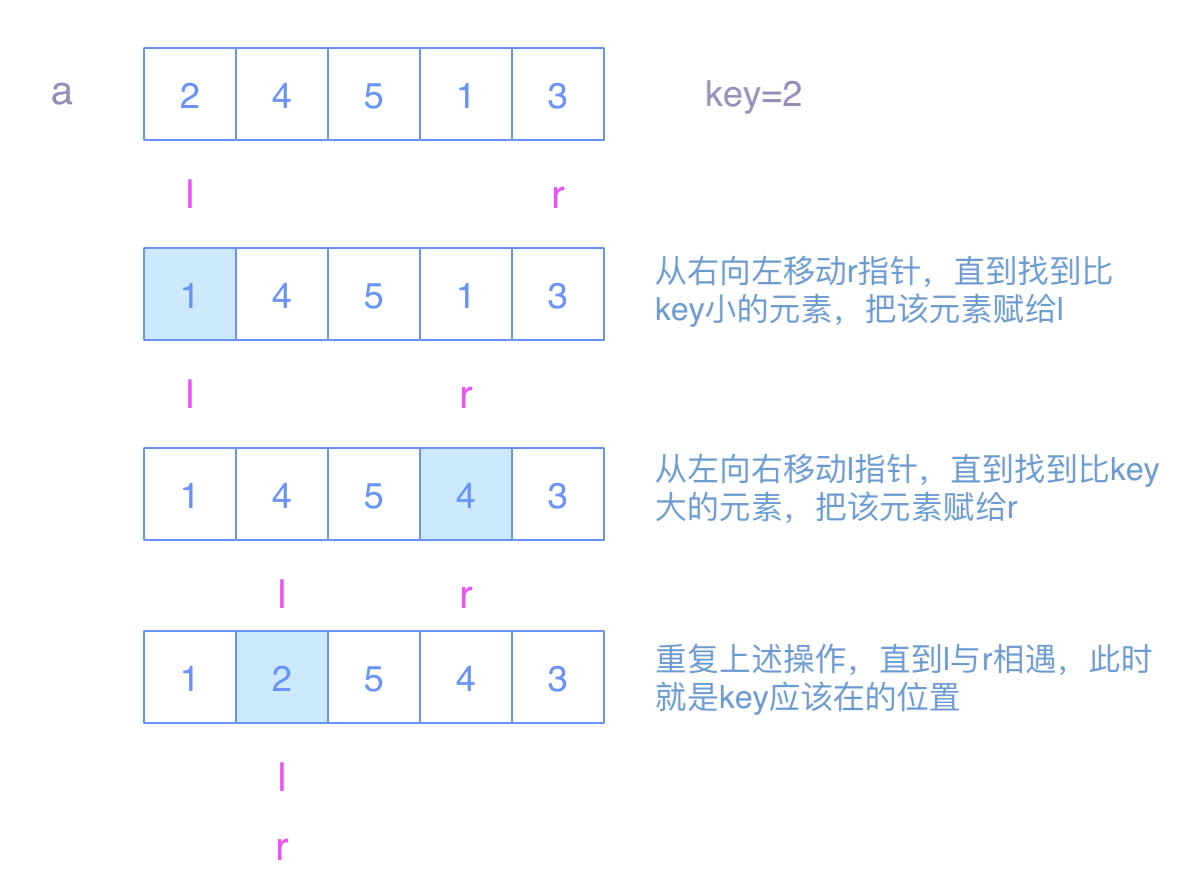 a 2 4 5 1 3 key=2
l r
1 4 5 1 3
从右向左移动r指针，直到找到比
key小的元素，把该元素赋给l
l r
1 4 5 4 3
从左向右移动l指针，直到找到比key
大的元素，把该元素赋给r
l r
1 2 5 4 3
重复上述操作，直到l与r相遇，此时
就是key应该在的位置
l
r